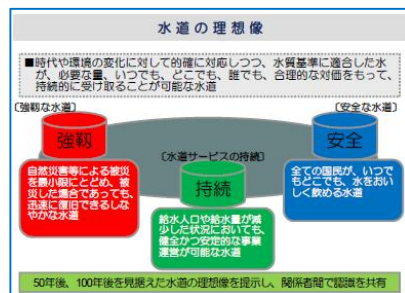 水道の理想像
■時代や環境の変化に対して的確に対応しつつ、水質基準に適合した水
が、必要な量、いつでも、どこでも、誰でも、合理的な対価をもって、
持続的に受け取ることが可能な水道
〔強靱な水道〕
〔安全な水道〕
強靱
安全
〔水道サービスの持続〕
自然災害等による被災
を最小限にとどめ、被
災した場合であっても、
迅速に復旧できるしな
やかな水道
持続
全ての国民が、いつで
もどこでも、水をおい
しく飲める水道
給水人口や給水量が減
少した状況においても、
健全かつ安定的な事業
運営が可能な水道
50年後、100年後を見据えた水道の理想像を提示し、関係者間で認識を共有